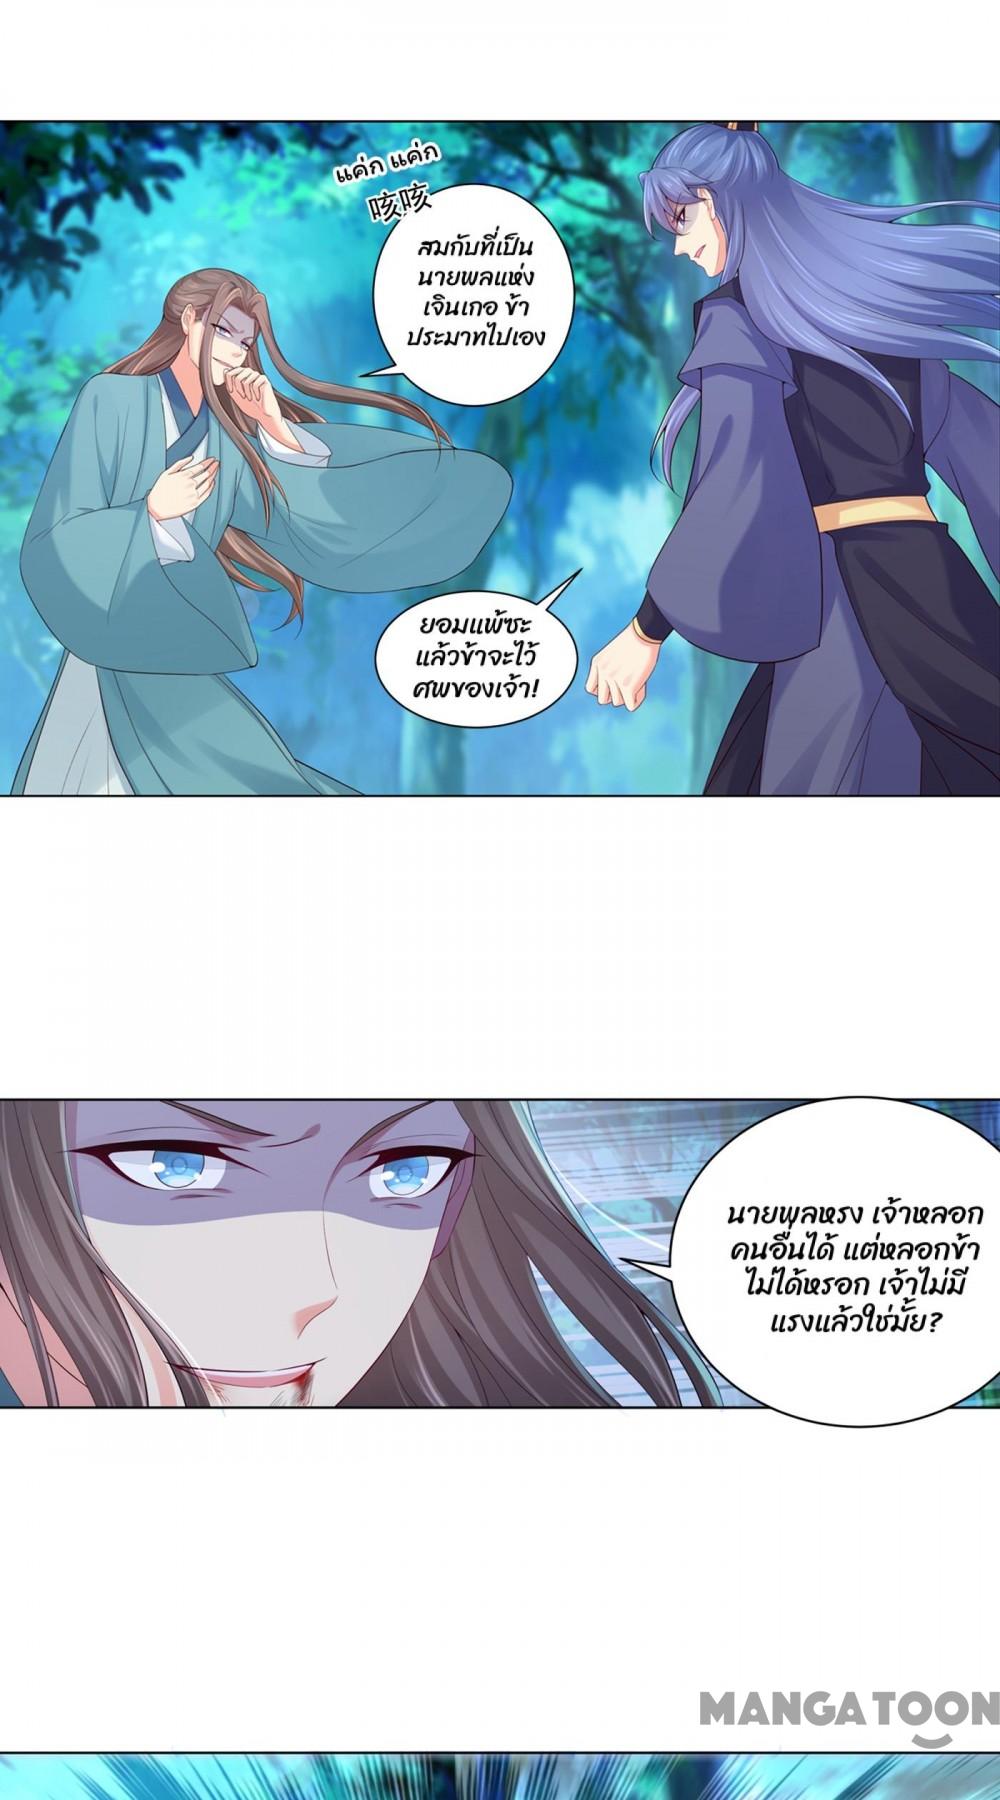 แค่ก แค่ก
咳咳
สมกับที่เป็น
นายพลแห่ง
เจินเกอ ข้า
ประมาทไปเอง
ยอมแพ้ซะ
แล้วข้าจะไว้
ศพของเจ้า!
นายพลหรง เจ้าหลอก
คนอื่นได้ แต่หลอกข้า
ไม่ได้หรอก เจ้าไม่มี
แรงแล้วใช่มั้ย?
MANGATOON